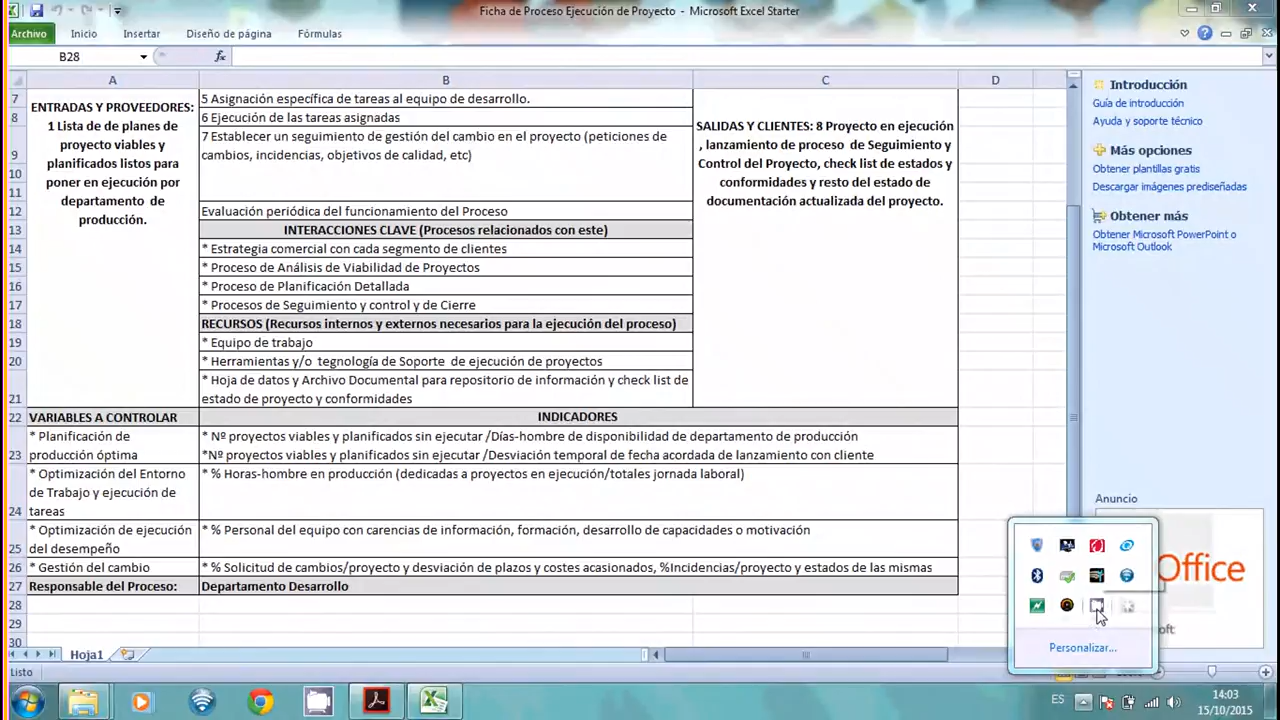 Ficha de Proceso Ejecución de Proyecto - Microsoft Excel Starter
Archivo
Inicio
Insertar
Diseño de página
Fórmulas
B28
fx
A
B
C
D
7
8
9
10
11
12
13
14
15
16
17
18
19
20
21
22
23
24
25
26
27
28
29
30
ENTRADAS Y PROVEEDORES:
1 Lista de de planes de
proyecto viables y
planificados listos para
poner en ejecución por
departamento de
producción.
5 Asignación específica de tareas al equipo de desarrollo.
6 Ejecución de las tareas asignadas
7 Establecer un seguimiento de gestión del cambio en el proyecto (peticiones de
cambios, incidencias, objetivos de calidad, etc)
Evaluación periódica del funcionamiento del Proceso
INTERACCIONES CLAVE (Procesos relacionados con este)
* Estrategia comercial con cada segmento de clientes
* Proceso de Análisis de Viabilidad de Proyectos
* Proceso de Planificación Detallada
* Procesos de Seguimiento y control y de Cierre
RECURSOS (Recursos internos y externos necesarios para la ejecución del proceso)
* Equipo de trabajo
* Herramientas y/o tegnología de Soporte de ejecución de proyectos
* Hoja de datos y Archivo Documental para repositorio de información y check list de
estado de proyecto y conformidades
SALIDAS Y CLIENTES: 8 Proyecto en ejecución
, lanzamiento de proceso de Seguimiento y
Control del Proyecto, check list de estados y
conformidades y resto del estado de
documentación actualizada del proyecto.
VARIABLES A CONTROLAR
INDICADORES
* Planificación de
producción óptima
* Nº proyectos viables y planificados sin ejecutar /Días-hombre de disponibilidad de departamento de producción
*Nº proyectos viables y planificados sin ejecutar /Desviación temporal de fecha acordada de lanzamiento con cliente
* Optimización del Entorno
de Trabajo y ejecución de
tareas
* % Horas-hombre en producción (dedicadas a proyectos en ejecución/totales jornada laboral)
* Optimización de ejecución
del desempeño
* % Personal del equipo con carencias de información, formación, desarrollo de capacidades o motivación
* Gestión del cambio
* % Solicitud de cambios/proyecto y desviación de plazos y costes acasionados, %Incidencias/proyecto y estados de las mismas
Responsable del Proceso:
Departamento Desarrollo
Introducción
Guía de introducción
Ayuda y soporte técnico
Más opciones
Obtener plantillas gratis
Descargar imágenes prediseñadas
Obtener más
Obtener Microsoft PowerPoint o
Microsoft Outlook
Anuncio
Office
Personalizar...
Hoja1
Listo
ES
14:03
15/10/2015